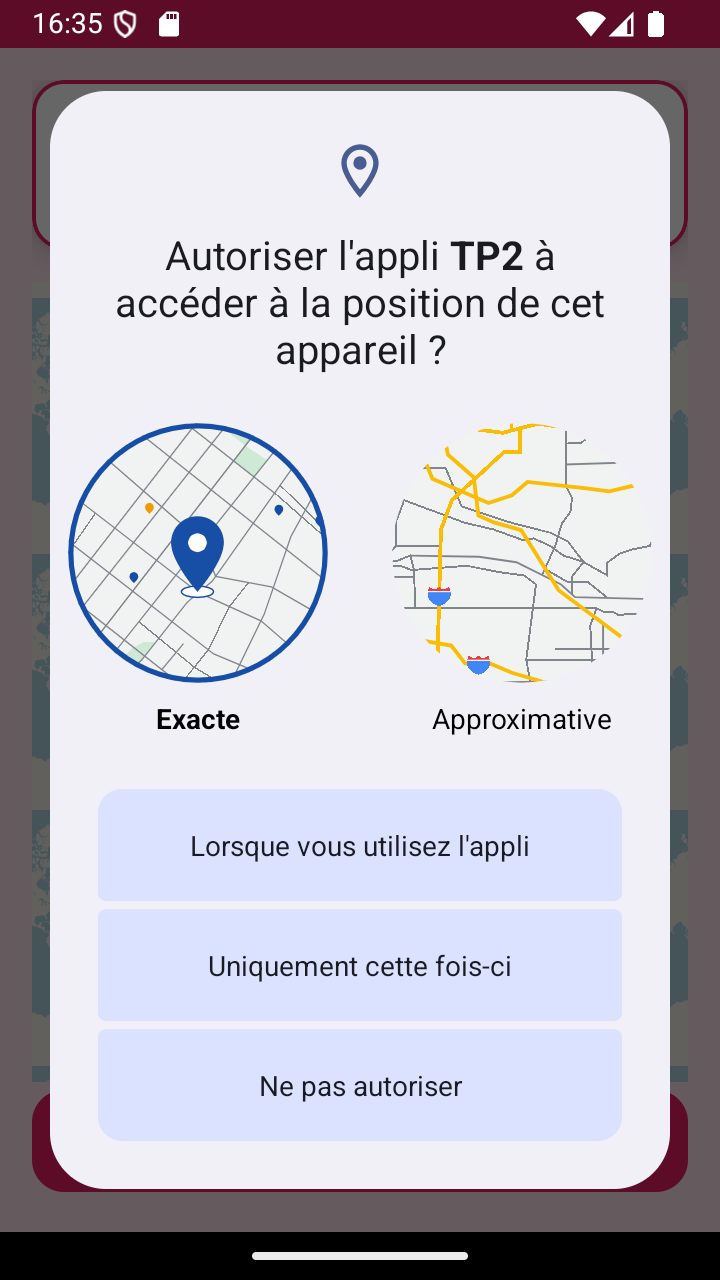 16:35
Autoriser l'appli TP2 à
accéder à la position de cet
appareil ?
Exacte
Approximative
Lorsque vous utilisez l'appli
Uniquement cette fois-ci
Ne pas autoriser